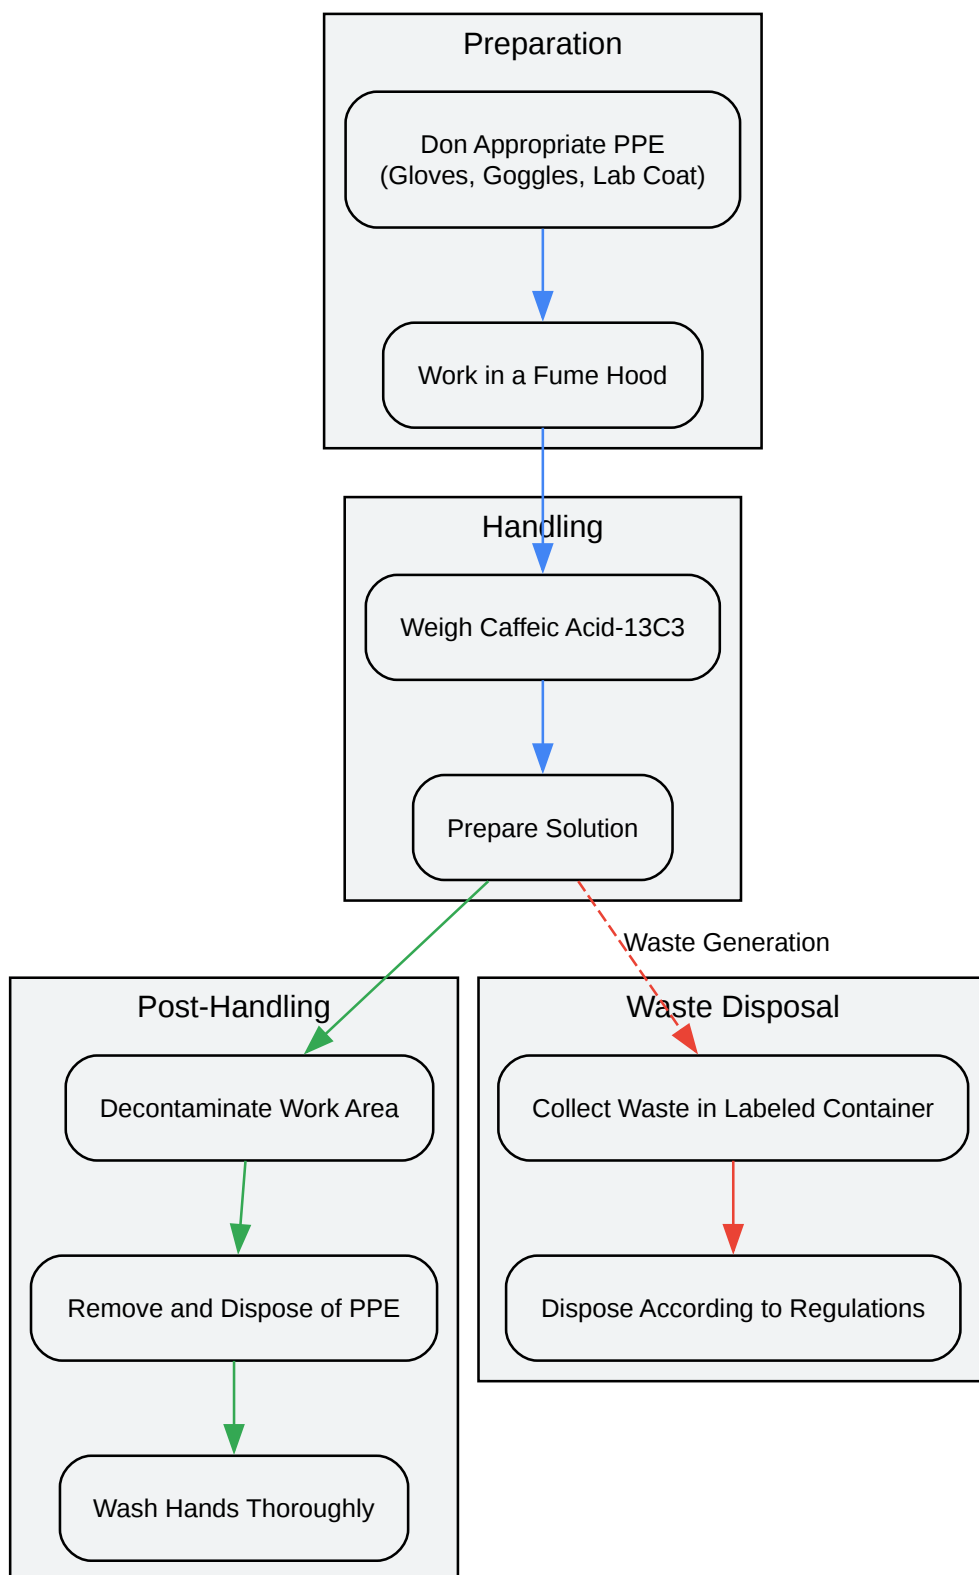 Preparation
Don Appropriate PPE
(Gloves, Goggles, Lab Coat)
Work in a Fume Hood
Handling
Weigh Caffeic Acid-13C3
Prepare Solution
Waste Generation
Post-Handling
Decontaminate Work Area
Remove and Dispose of PPE
Wash Hands Thoroughly
Waste Disposal
Collect Waste in Labeled Container
Dispose According to Regulations